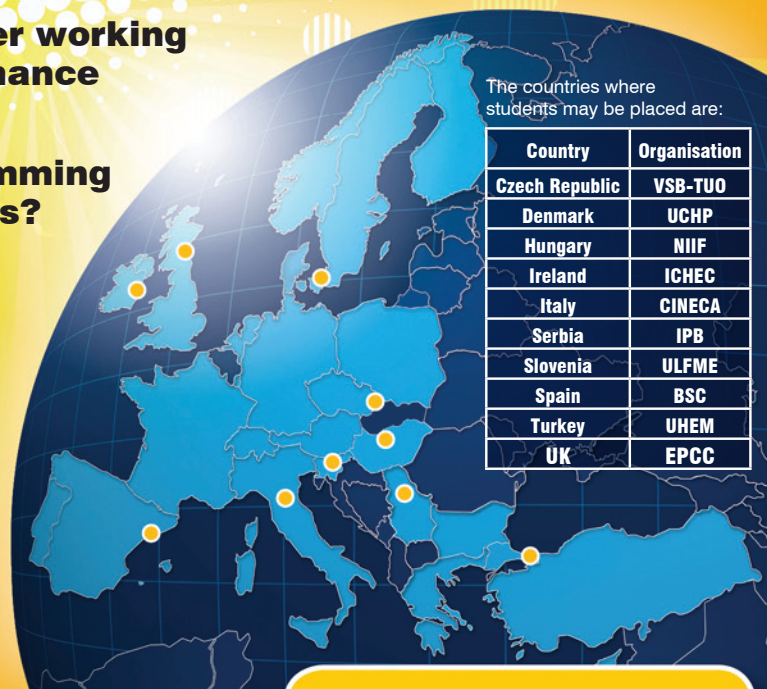 er working
nance
mming
s?
The countries where
students may be placed are:
Country Organisation
Czech Republic VSB-TUO
Denmark UCHP
Hungary NIIF
Ireland ICHEC
Italy CINECA
Serbia IPB
Slovenia ULFME
Spain BSC
Turkey UHEM
UK EPCC